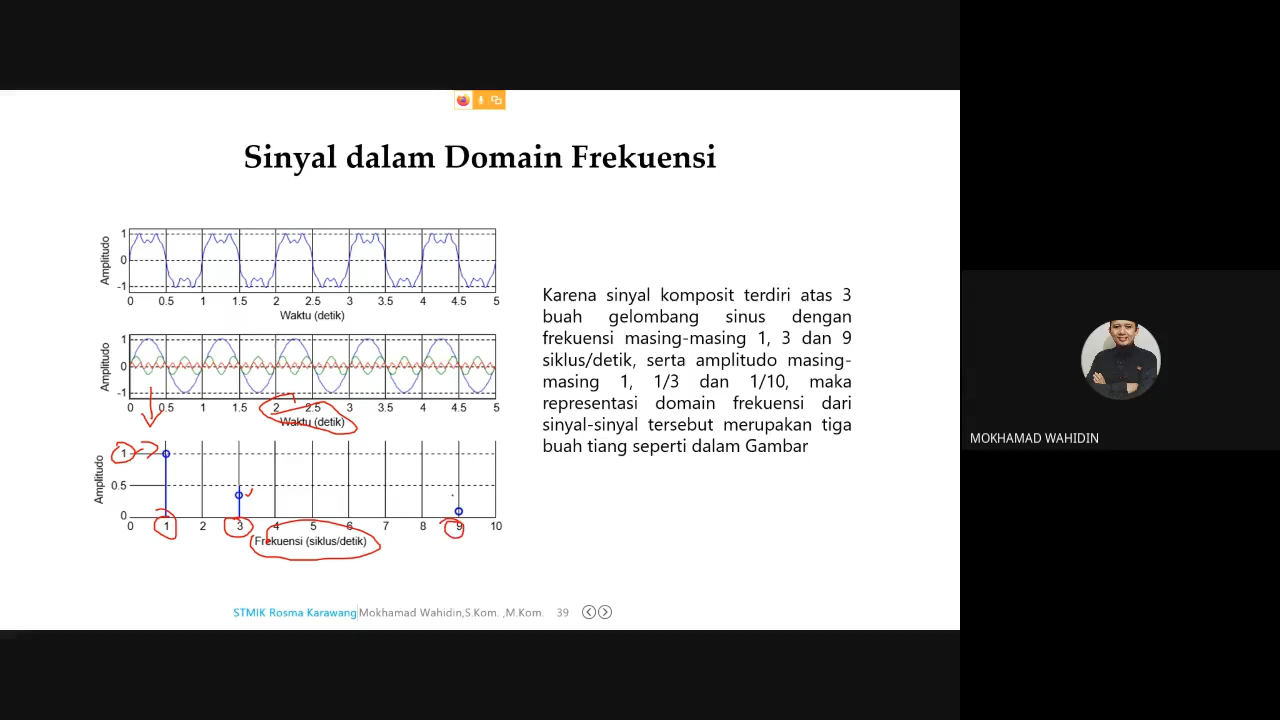 Sinyal dalam Domain Frekuensi
Amplitudo
1
0
-1
0 0.5 1 1.5 2 2.5 3 3.5 4 4.5 5
Waktu (detik)
Amplitudo
1
0
-1
0 0.5 1 1.5 2 2.5 3 3.5 4 4.5 5
Waktu (detik)
Amplitudo
1
0.5
0
0 1 2 3 4 5 6 7 8 9 10
Frekuensi (siklus/detik)
Karena sinyal komposit terdiri atas 3
buah gelombang sinus dengan
frekuensi masing-masing 1, 3 dan 9
siklus/detik, serta amplitudo masing-
masing 1, 1/3 dan 1/10, maka
representasi domain frekuensi dari
sinyal-sinyal tersebut merupakan tiga
buah tiang seperti dalam Gambar
STMIK Rosma Karawang|Mokhamad Wahidin,S.Kom. ,M.Kom. 39
MOKHAMAD WAHIDIN